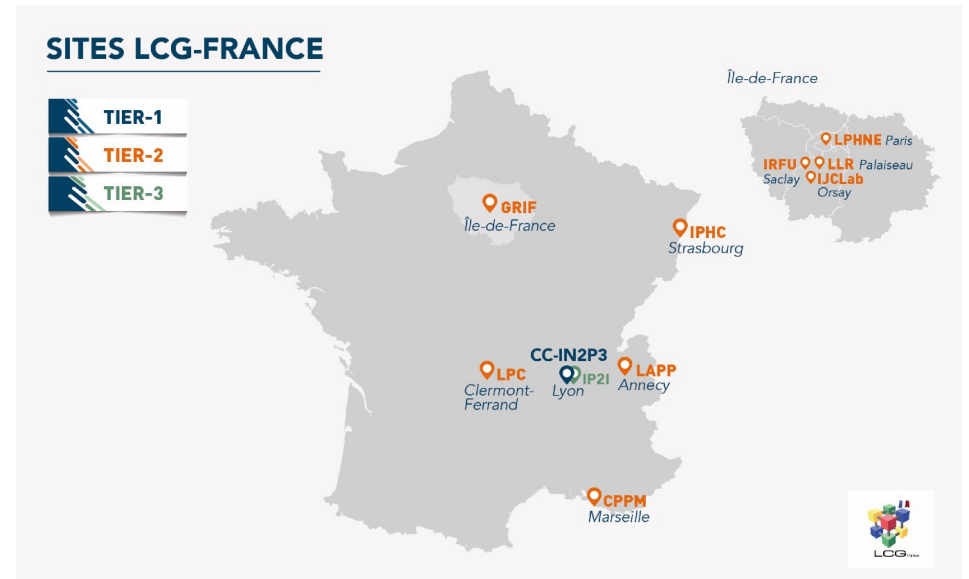 SITES LCG-FRANCE
TIER-1
TIER-2
TIER-3
Île-de-France
LPHNE Paris
IRFU LLR Palaiseau
Saclay IJCLab
Orsay
GRIF
Île-de-France
IPHC
Strasbourg
CC-IN2P3
LPC
Clermont-
Ferrand
IP2I
Lyon
LAPP
Annecy
CPPM
Marseille
LCG